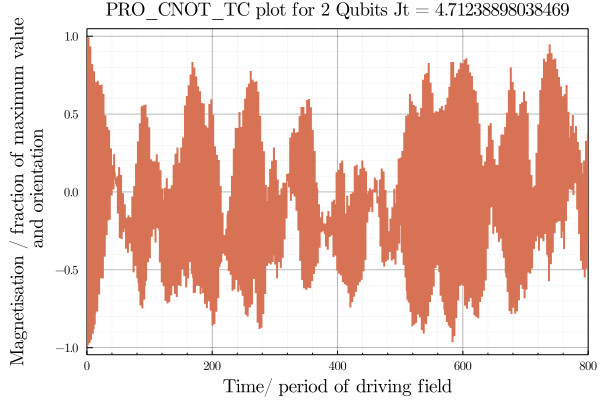 PRO_CNOT_TC plot for 2 Qubits Jt = 4.71238898038469
Magnetisation / fraction of maximum value
and orientation
1.0
0.5
0.0
−0.5
−1.0
0 200 400 600 800
Time/ period of driving field